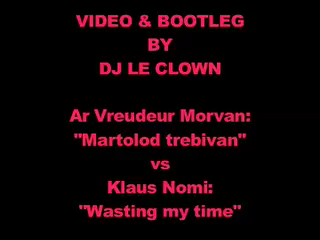 VIDEO & BOOTLEG
BY
DJ LE CLOWN
Ar Vreudeur Morvan:
"Martolod trebivan"
vs
Klaus Nomi:
"Wasting my time"